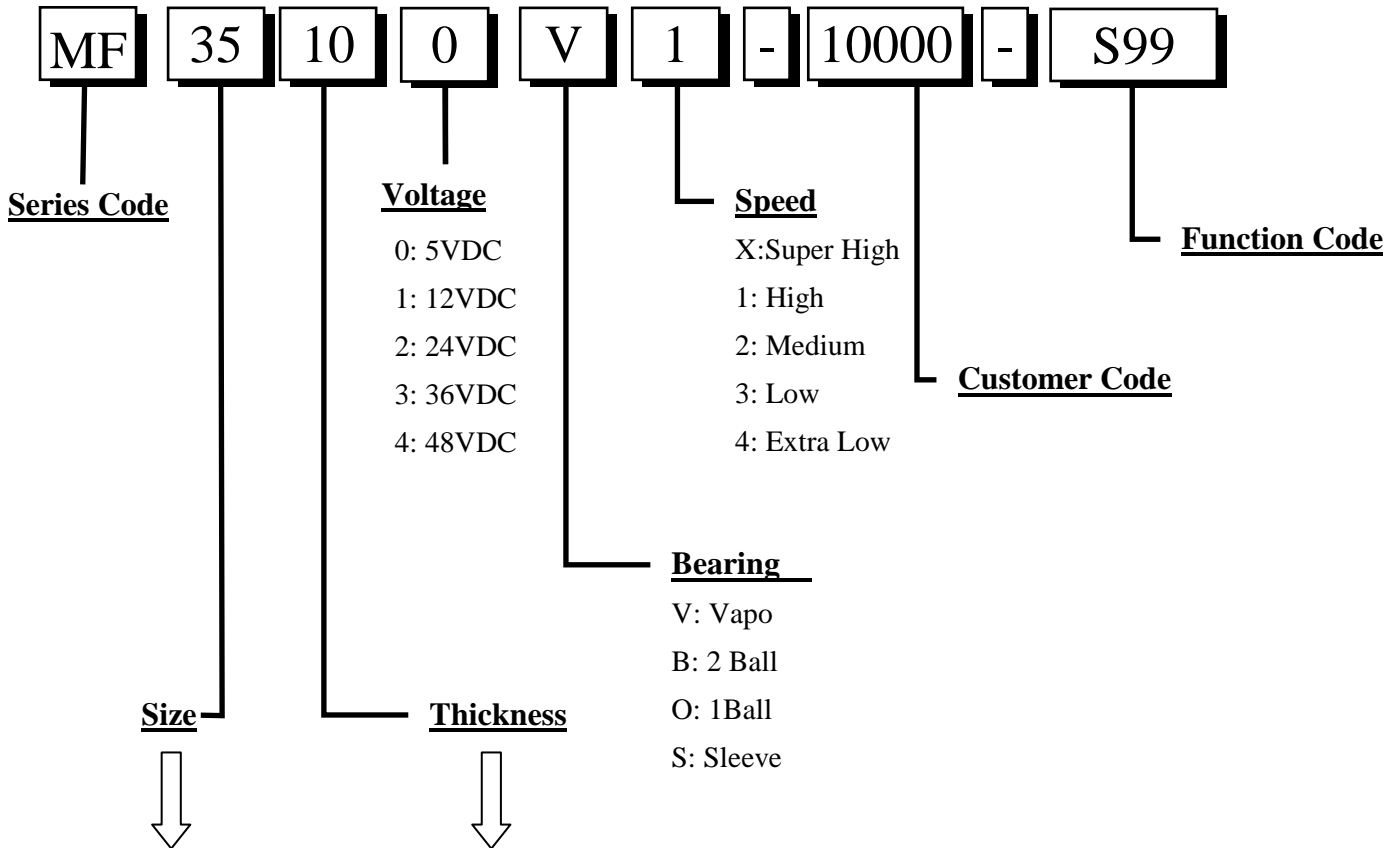 MF 35 10 0 V 1 - 10000 - S99
Series Code
Voltage
0: 5VDC
1: 12VDC
2: 24VDC
3: 36VDC
4: 48VDC
Speed
X:Super High
1: High
2: Medium
3: Low
4: Extra Low
Function Code
Customer Code
Bearing
V: Vapo
B: 2 Ball
O: 1Ball
S: Sleeve
Size
Thickness